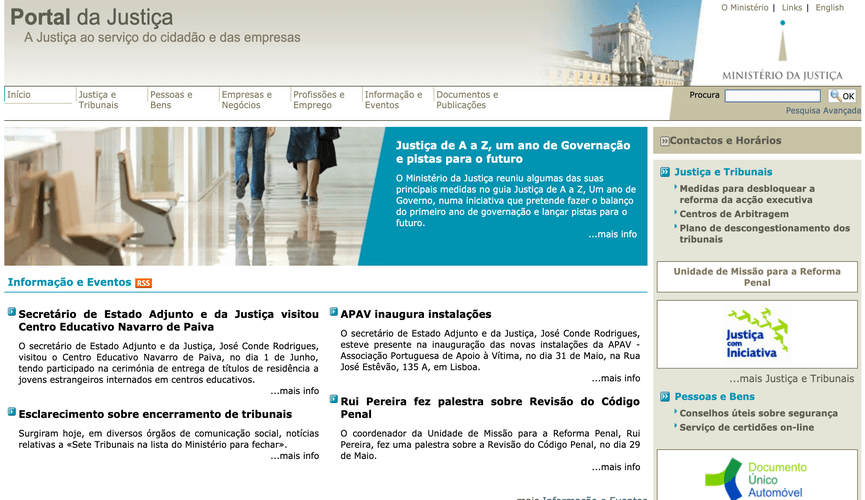 Portal da Justiça
A Justiça ao serviço do cidadão e das empresas
O Ministério | Links | English
MINISTÉRIO DA JUSTIÇA
Início
Justiça e
Tribunais
Pessoas e
Bens
Empresas e
Negócios
Profissões e
Emprego
Informação e
Eventos
Documentos e
Publicações
Procura
OK
Pesquisa Avançada
Justiça de A a Z, um ano de Governação
e pistas para o futuro
O Ministério da Justiça reuniu algumas das suas
principais medidas no guia Justiça de A a Z, Um ano de
Governo, numa iniciativa que pretende fazer o balanço
do primeiro ano de governação e lançar pistas para o
futuro.
...mais info
Informação e Eventos RSS
Secretário de Estado Adjunto e da Justiça visitou
Centro Educativo Navarro de Paiva
O secretário de Estado Adjunto e da Justiça, José Conde Rodrigues,
visitou o Centro Educativo Navarro de Paiva, no dia 1 de Junho,
tendo participado na cerimónia de entrega de títulos de residência a
jovens estrangeiros internados em centros educativos.
...mais info
Esclarecimento sobre encerramento de tribunais
Surgiram hoje, em diversos órgãos de comunicação social, notícias
relativas a «Sete Tribunais na lista do Ministério para fechar».
...mais info
APAV inaugura instalações
O secretário de Estado Adjunto e da Justiça, José Conde Rodrigues,
esteve presente na inauguração das novas instalações da APAV -
Associação Portuguesa de Apoio à Vítima, no dia 31 de Maio, na Rua
José Estêvão, 135 A, em Lisboa.
...mais info
Rui Pereira fez palestra sobre Revisão do Código
Penal
O coordenador da Unidade de Missão para a Reforma Penal, Rui
Pereira, fez uma palestra sobre a Revisão do Código Penal, no dia 29
de Maio.
...mais info
...mais Informação e Eventos
Contactos e Horários
Justiça e Tribunais
Medidas para desbloquear a
reforma da acção executiva
Centros de Arbitragem
Plano de descongestionamento dos
tribunais
Unidade de Missão para a Reforma
Penal
Justiça
com
Iniciativa
...mais Justiça e Tribunais
Pessoas e Bens
Conselhos úteis sobre segurança
Serviço de certidões on-line
Documento
Único
Automóvel